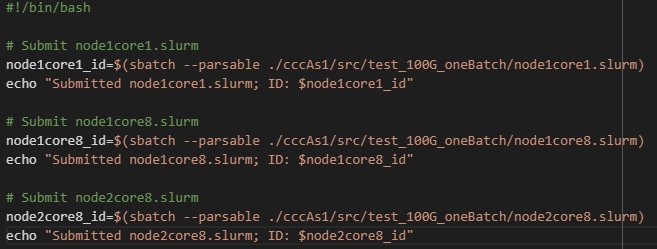 #!/bin/bash
# Submit node1core1.slurm
node1core1_id=$(sbatch --parsable ./cccAs1/src/test_100G_oneBatch/node1core1.slurm)
echo "Submitted node1core1.slurm; ID: $node1core1_id"
# Submit node1core8.slurm
node1core8_id=$(sbatch --parsable ./cccAs1/src/test_100G_oneBatch/node1core8.slurm)
echo "Submitted node1core8.slurm; ID: $node1core8_id"
# Submit node2core8.slurm
node2core8_id=$(sbatch --parsable ./cccAs1/src/test_100G_oneBatch/node2core8.slurm)
echo "Submitted node2core8.slurm; ID: $node2core8_id"